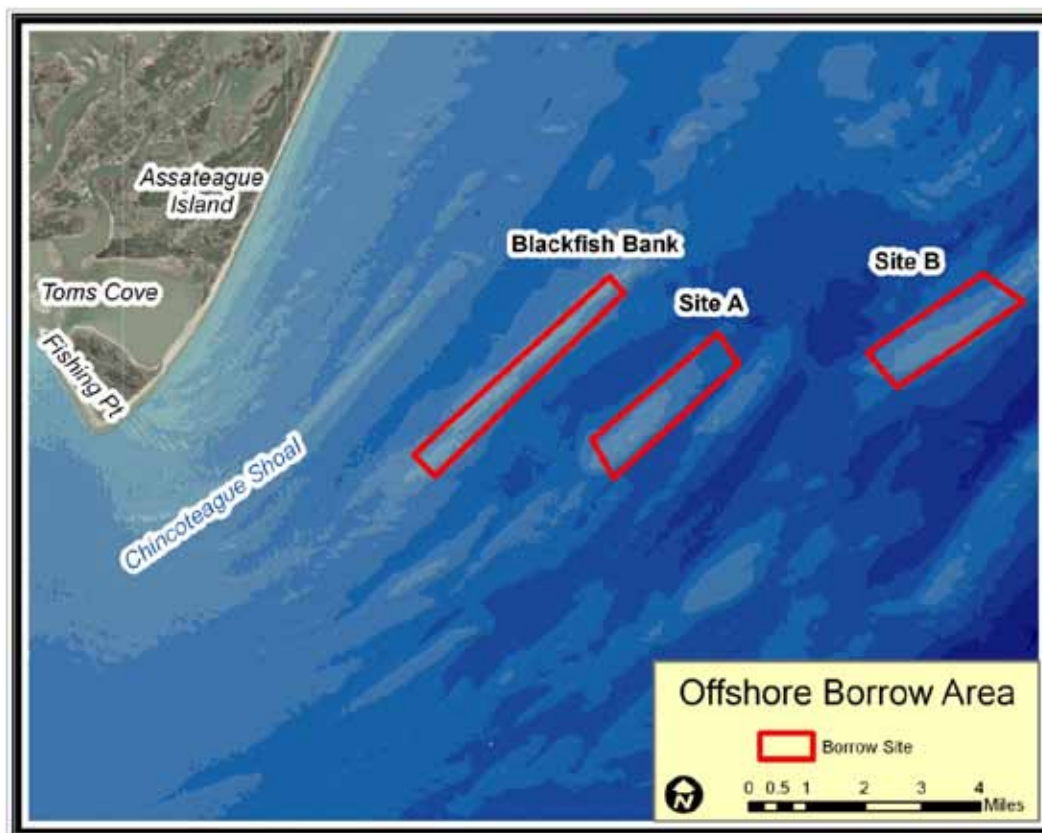 Assateague
Island
Blackfish Bank
Site B
Toms Cove
Site A
Fishing Pt
Chincoteague Shoal
Offshore Borrow Area
Borrow Site
N
0 0.5 1 2 3 4
Miles